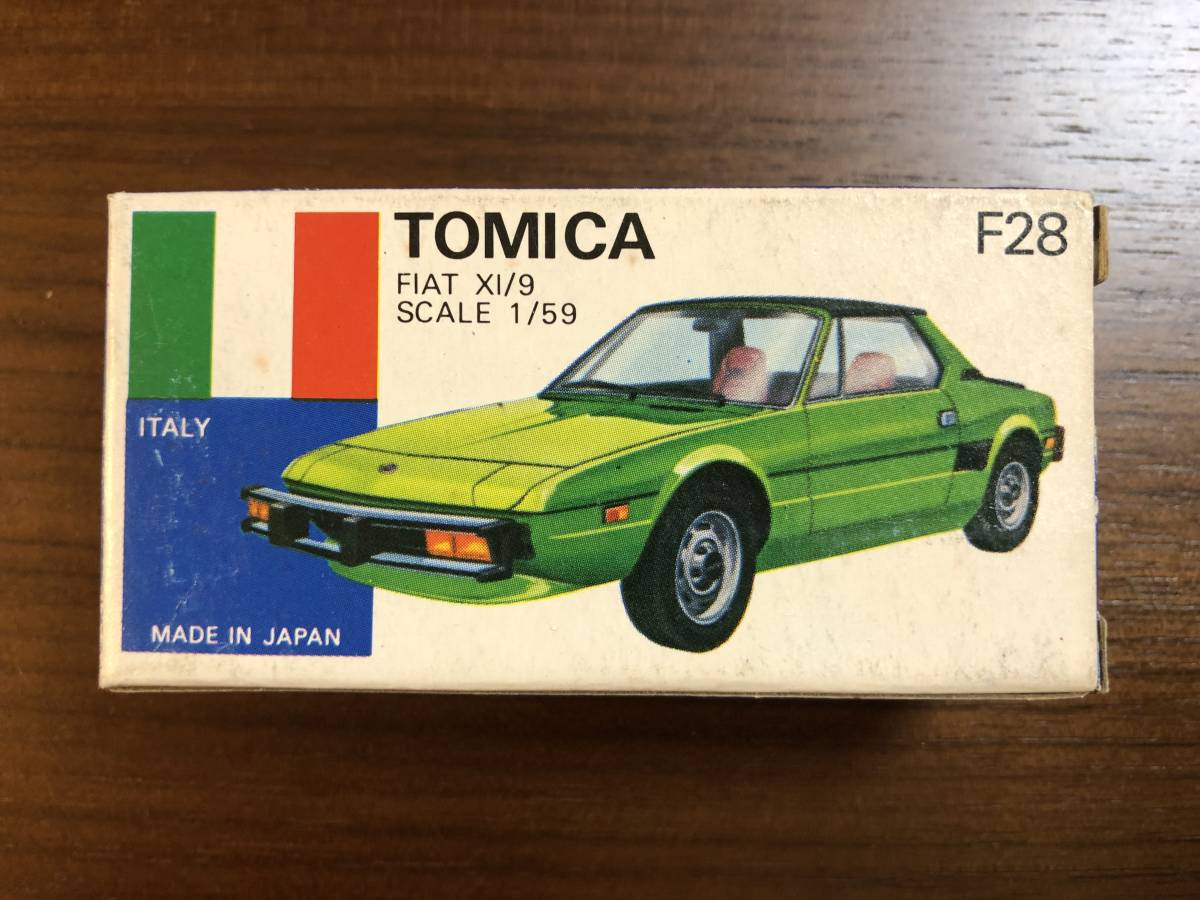 TOMICA
F28
FIAT XI/9
SCALE 1/59
ITALY
MADE IN JAPAN